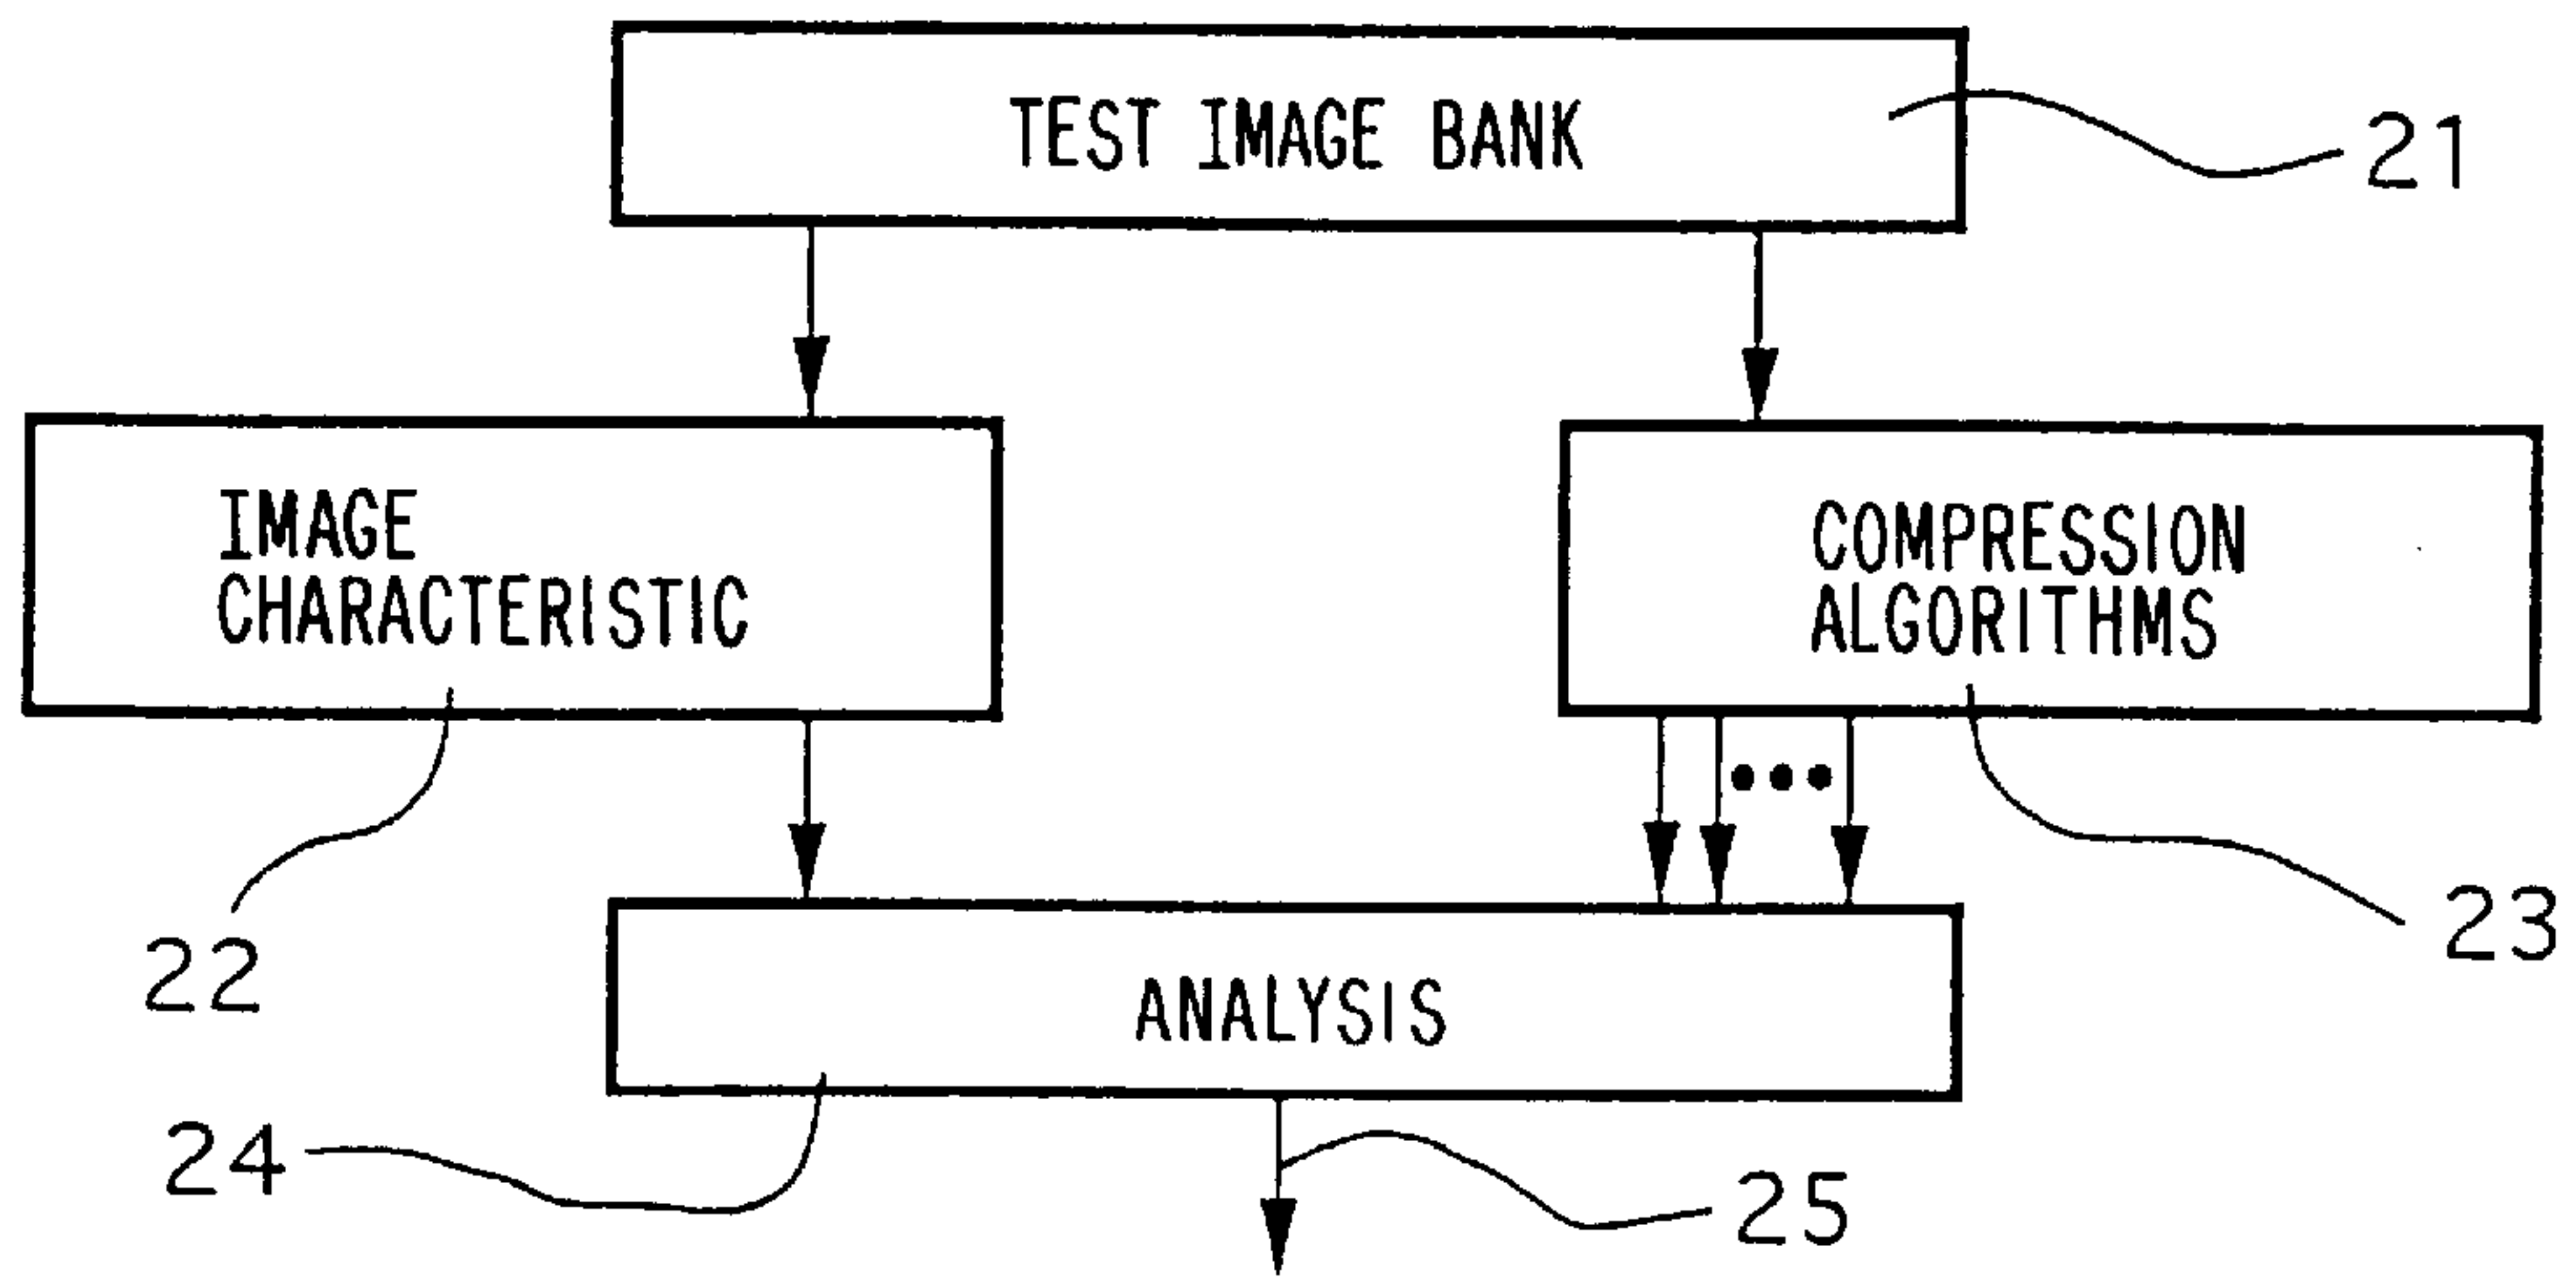 TEST IMAGE BANK
21
IMAGE
CHARACTERISTIC
COMPRESSION
ALGORITHMS
22
23
ANALYSIS
24
25